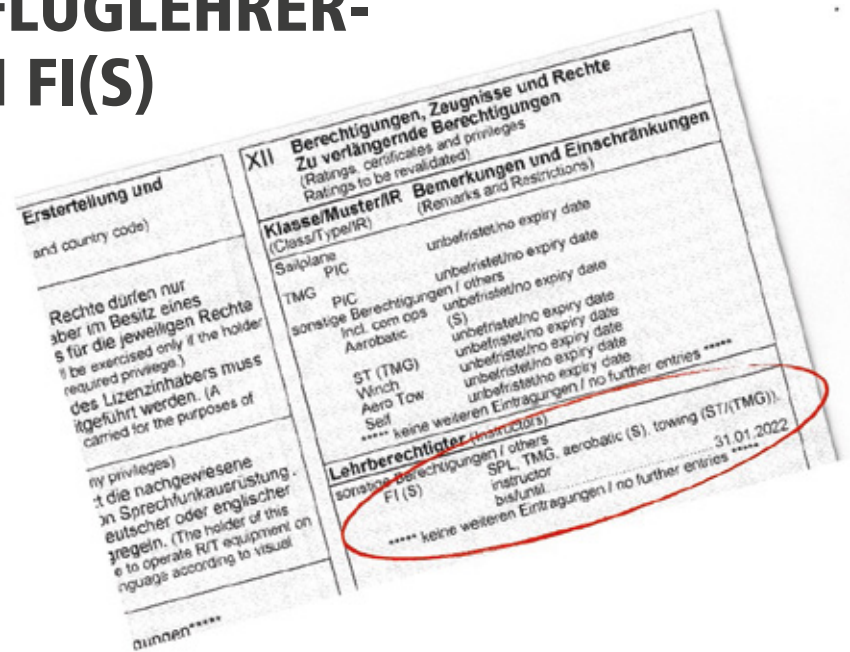 FLUGLEHRER-
FI(S)
Ersterteilung und
and country code)
Rechte dürfen nur
aber im Besitz eines
s für die jeweiligen Rechte
l be exercised only if the holder
required privilege.)
des Lizenzinhabers muss
itgeführt werden. (A
carried for the purposes of
ny privileges)
t die nachgewiesene
on Sprechfunkausrüstung
eutscher oder englischer
gregeln. (The holder of this
e to operate R/T equipment on
nguage according to visual
gungen*****
XII Berechtigungen, Zeugnisse und Rechte
Zu verlängernde Berechtigungen
(Ratings, certificates and privileges
Ratings to be revalidated)
Klasse/Muster/IR Bemerkungen und Einschränkungen
(Class/Type/IR) (Remarks and Restrictions)
Sailplane
PIC unbefristet/no expiry date
TMG
PIC unbefristet/no expiry date
sonstige Berechtigungen / others
Incl. com ops unbefristet/no expiry date
Aerobatic (S)
unbefristet/no expiry date
ST (TMG) unbefristet/no expiry date
Winch unbefristet/no expiry date
Aero Tow unbefristet/no expiry date
Self
***** keine weiteren Eintragungen / no further entries *****
Lehrberechtigter (Instructors)
sonstige Berechtigungen / others
FI (S) SPL, TMG, aerobatic (S), towing (ST/(TMG)),
instructor
bis/until 31.01.2022
***** keine weiteren Eintragungen / no further entries *****